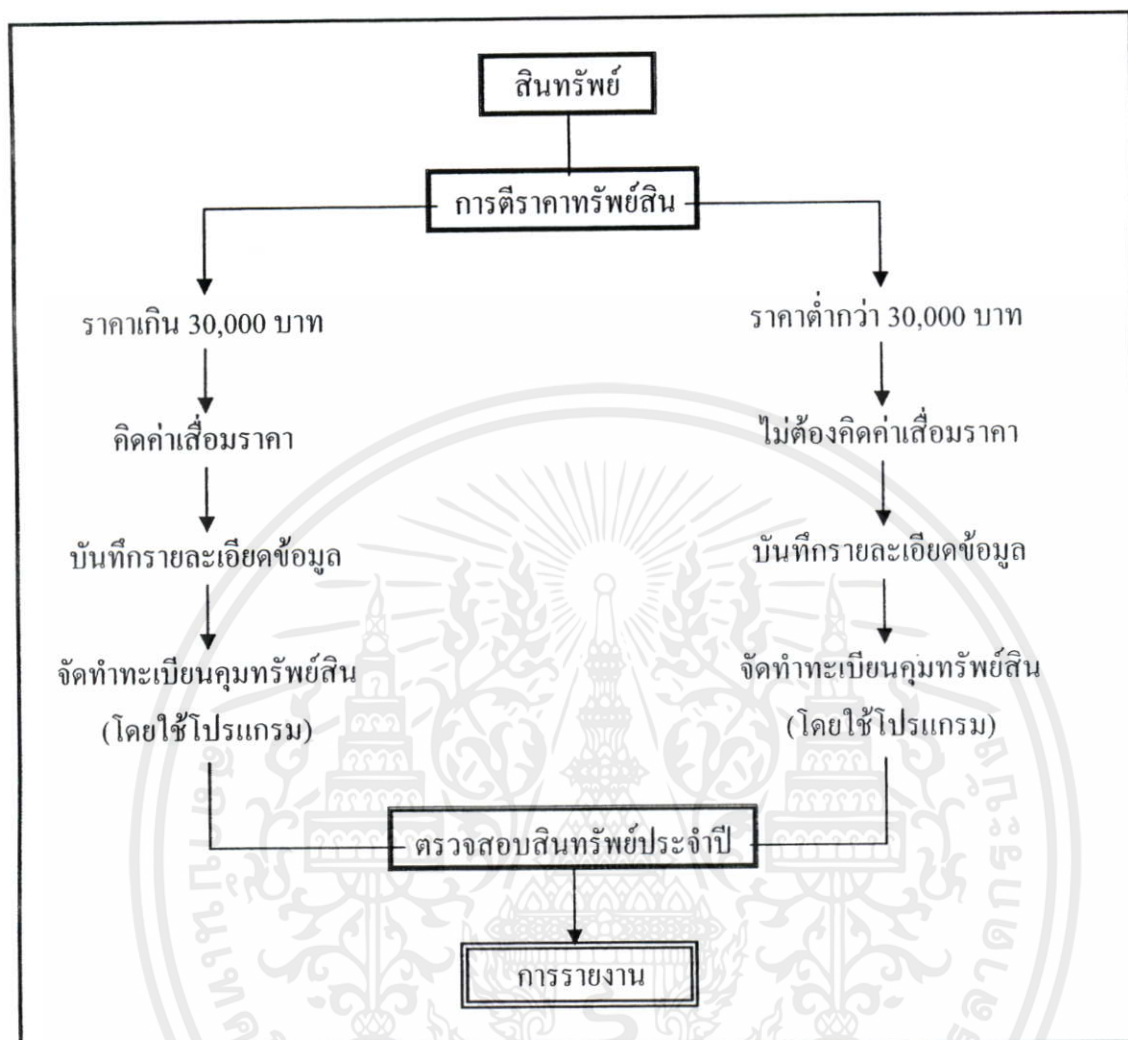 สินทรัพย์
การตีราคาทรัพย์สิน
ราคาเกิน 30,000 บาท
ราคาต่ำกว่า 30,000 บาท
คิดค่าเสื่อมราคา
ไม่ต้องคิดค่าเสื่อมราคา
บันทึกรายละเอียดข้อมูล
บันทึกรายละเอียดข้อมูล
จัดทำทะเบียนคุมทรัพย์สิน
(โดยใช้โปรแกรม)
จัดทำทะเบียนคุมทรัพย์สิน
(โดยใช้โปรแกรม)
ตรวจสอบสินทรัพย์ประจำปี
การรายงาน